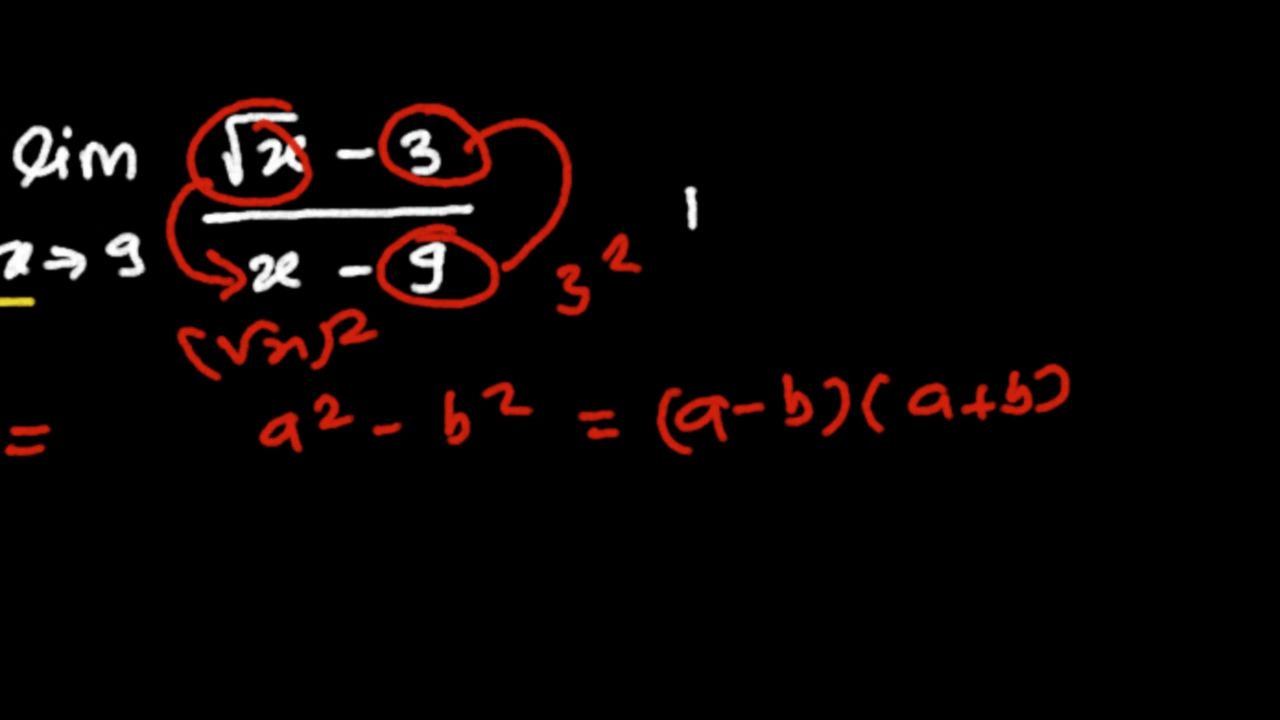 lim √x - 3 |
x → 9 x - 9 3²
(√x)²
= a² - b² = (a-b)(a+b)